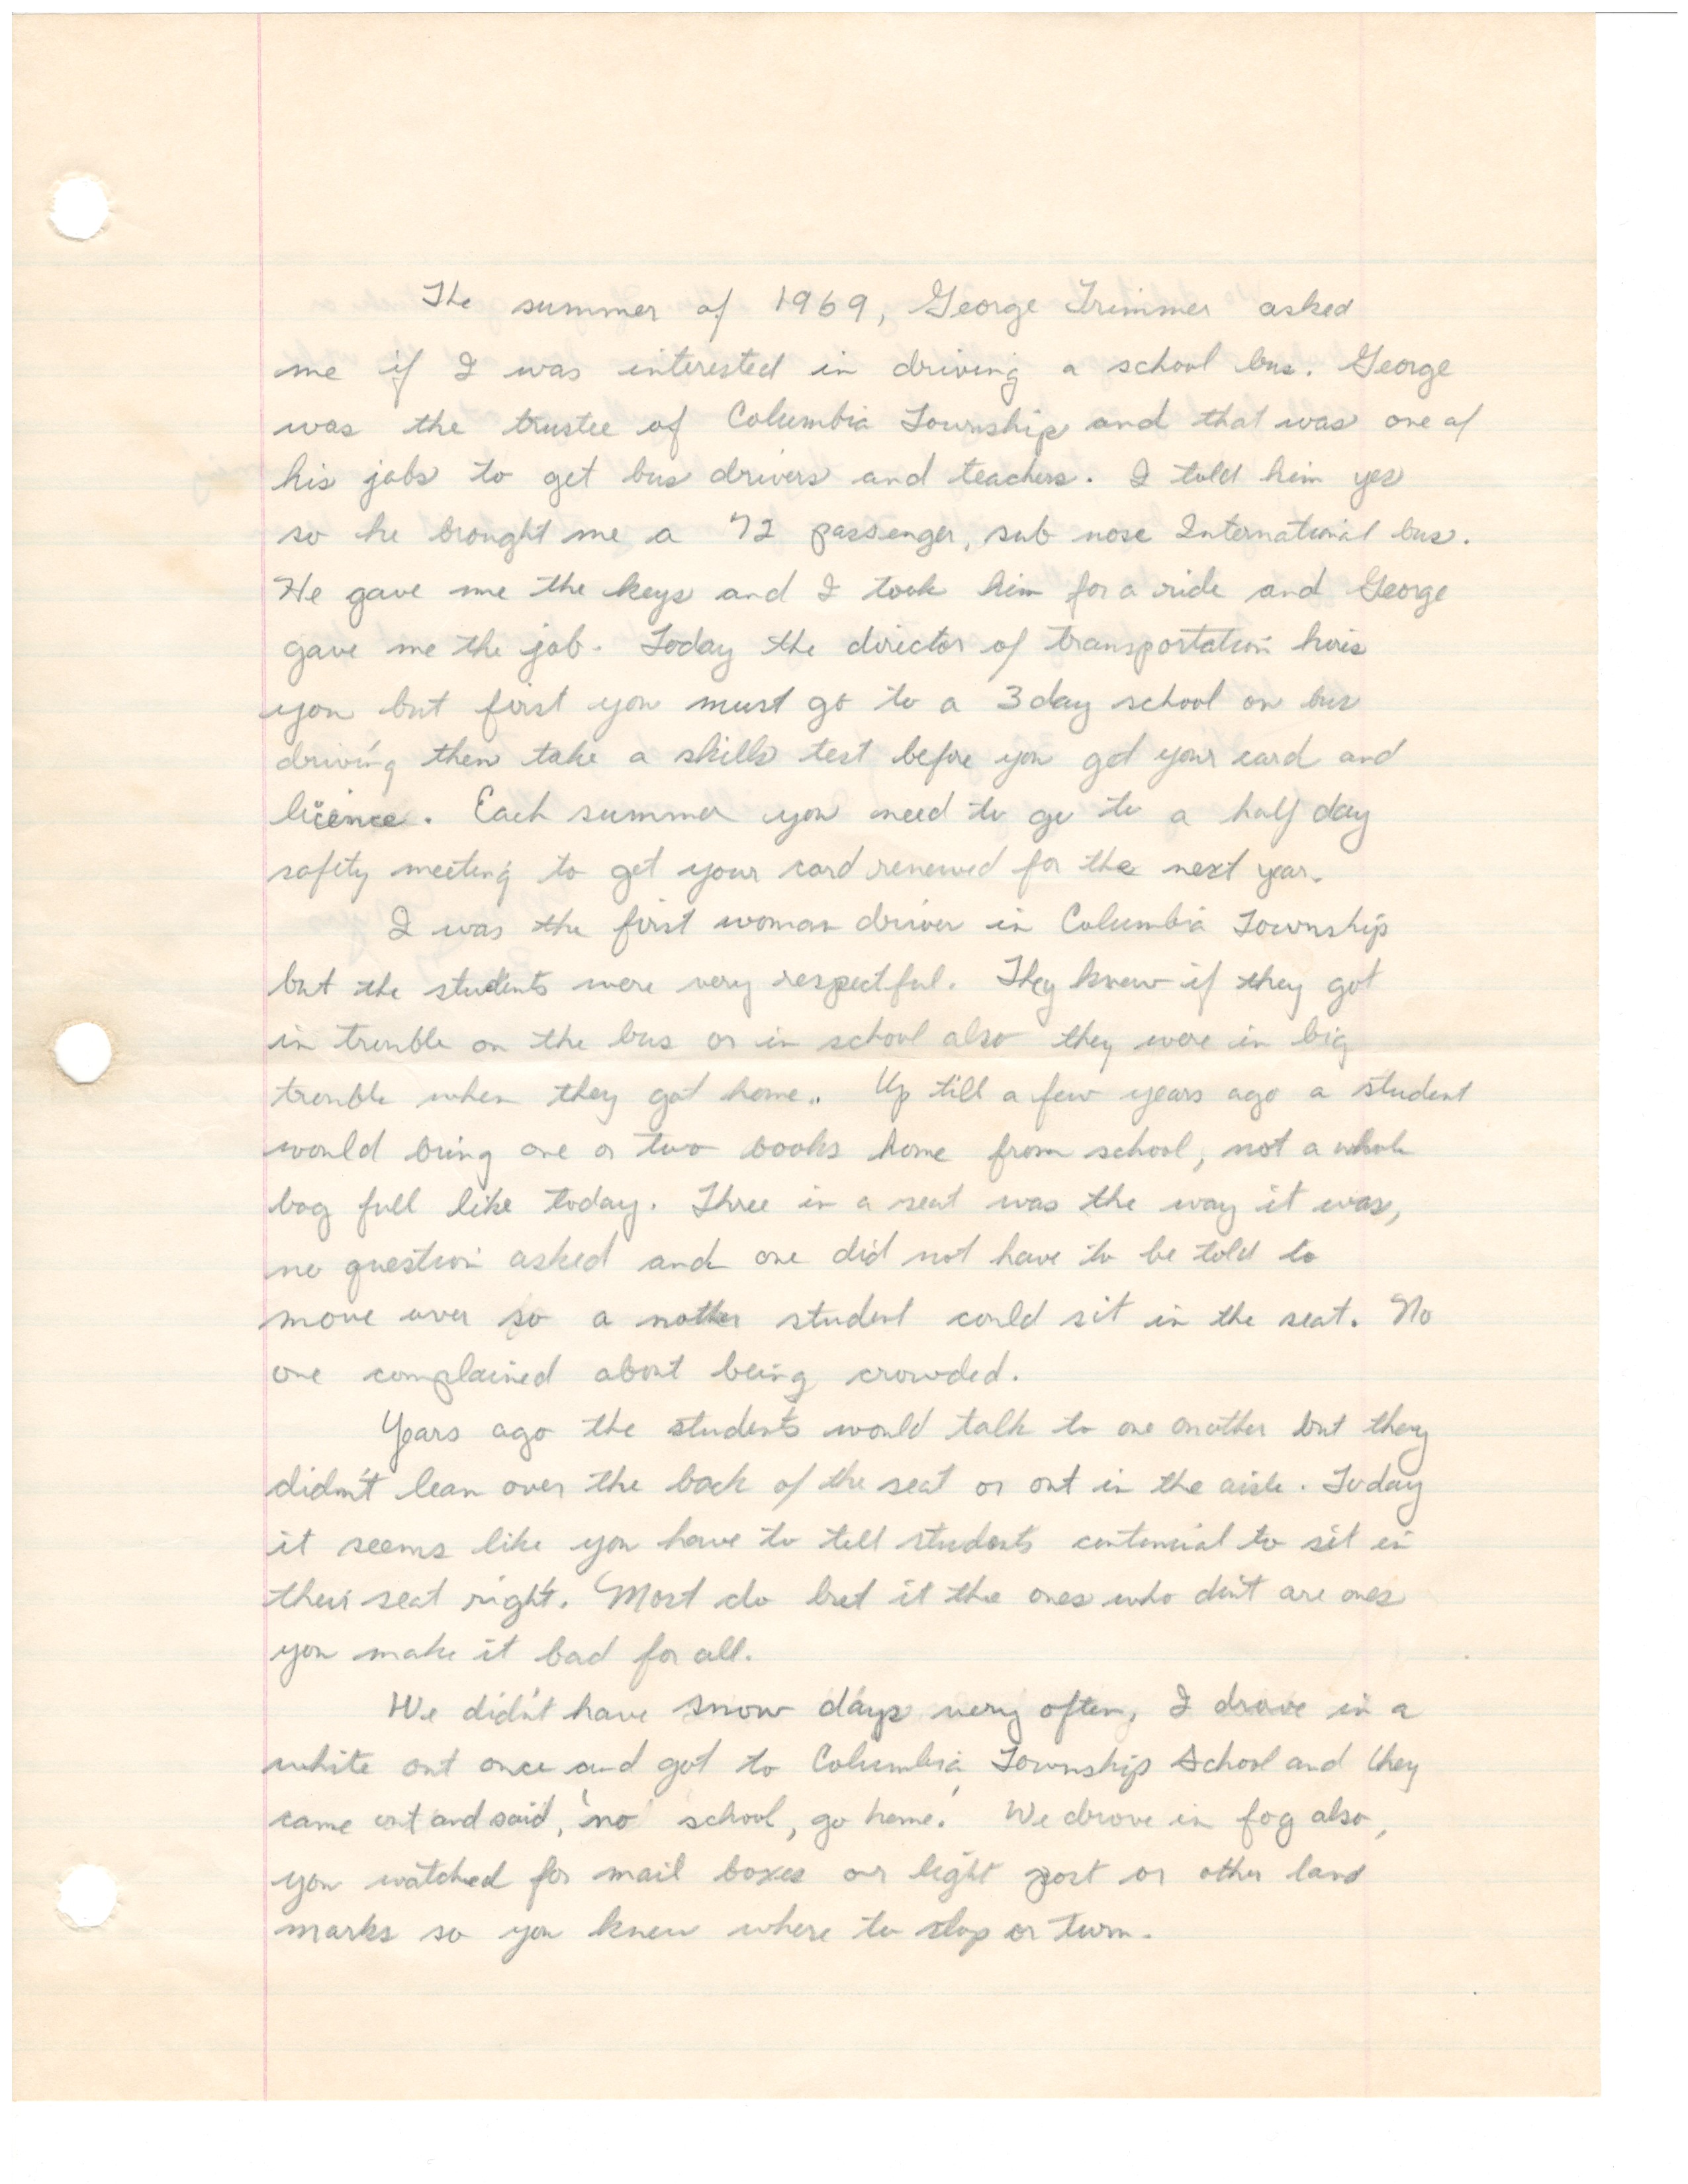 The summer of 1969, George Trimmer asked
me if I was interested in driving a school bus. George
was the trustee of Columbia Township and that was one of
his jobs to get bus drivers and teachers. I told him yes
so he brought me a 72 passenger, sub nose International bus.
He gave me the keys and I took him for a ride and George
gave me the job. Today the director of transportation hires
you but first you must go to a 3 day school on bus
driving then take a skills test before you get your card and
licence. Each summer you need to go to a half day
safety meeting to get your card renewed for the next year.
I was the first woman driver in Columbia Township
but the students were very respectful. They knew if they got
in trouble on the bus or in school also they were in big
trouble when they got home.. Up till a few years ago a student
would bring one or two books home from school, not a whole
bag full like today. Three in a seat was the way it was,
no question asked and one did not have to be told to
move over so a nother student could sit in the seat. No
one complained about being crowded.
Years ago the students would talk to one another but they
didn't lean over the back of the seat or out in the aisle. Today
it seems like you have to tell students to sit in
their seat right. Most do but it the ones who din't are ones
you make it bad for all.
We didn't have snow days very often, I drove in a
white out once and got to Columbia Township School and they
came out and said, 'no school, go home.' We drove in fog also,
you watched for mail boxes or light post or other land
marks so you knew where to stop or turn.